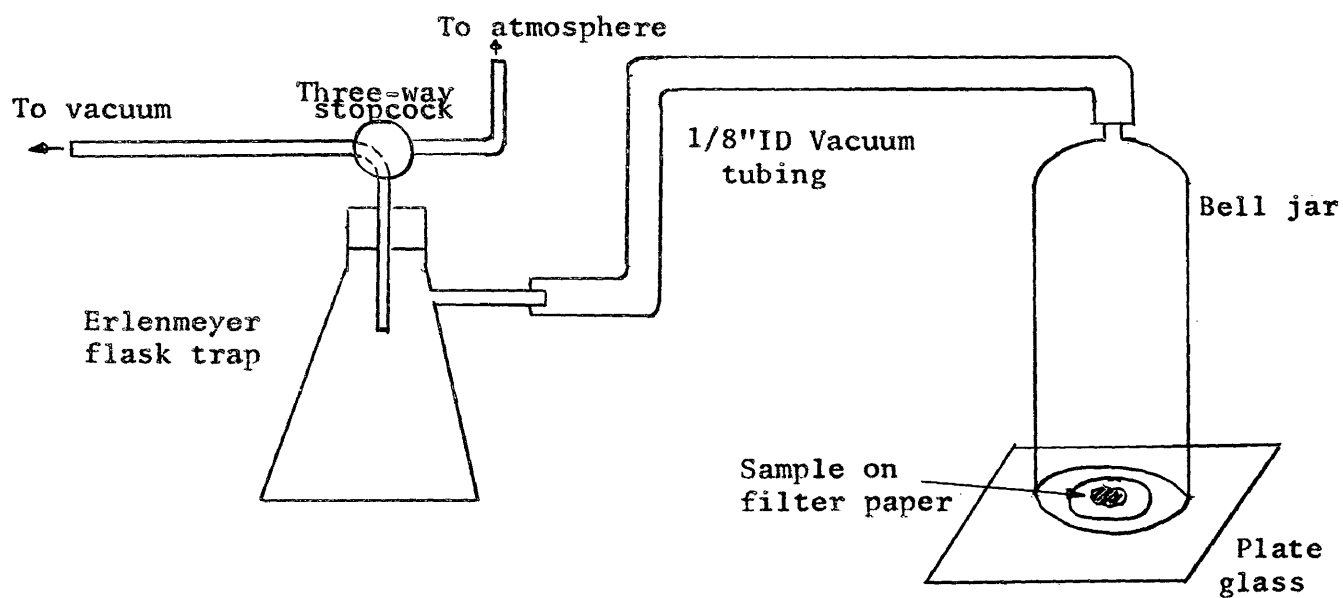 To atmosphere
Three-way
stopcock
To vacuum
1/8"ID Vacuum
tubing
Bell jar
Erlenmeyer
flask trap
Sample on
filter paper
Plate
glass